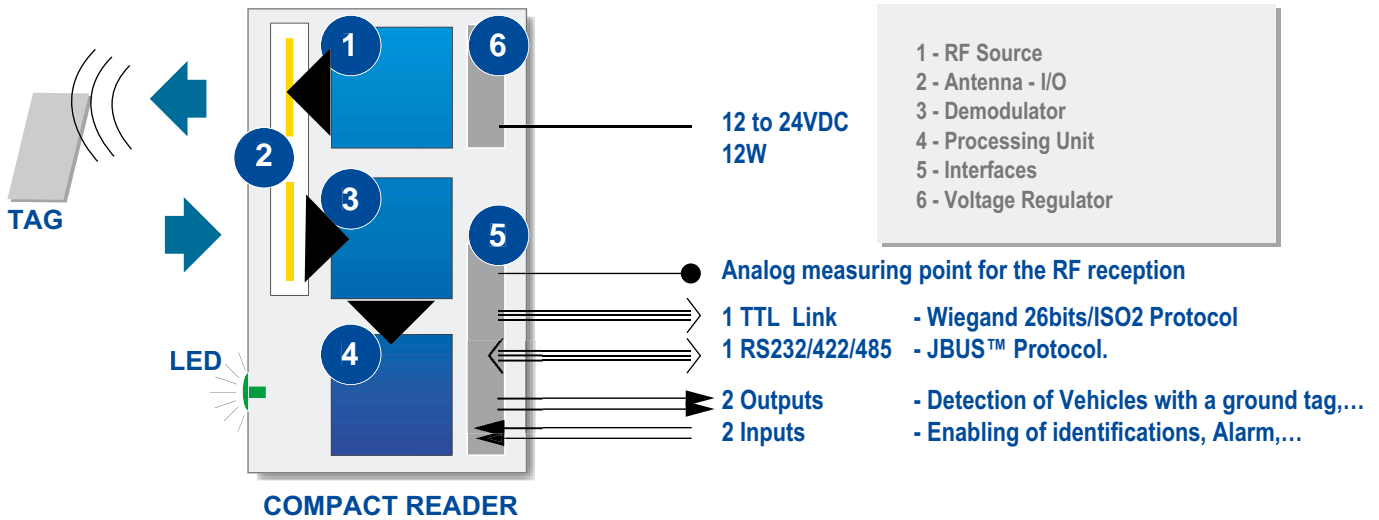 TAG
LED
1
2
3
4
5
6
COMPACT READER
12 to 24VDC
12W
1 - RF Source
2 - Antenna - I/O
3 - Demodulator
4 - Processing Unit
5 - Interfaces
6 - Voltage Regulator
Analog measuring point for the RF reception
1 TTL Link - Wiegand 26bits/ISO2 Protocol
1 RS232/422/485 - JBUS™ Protocol.
2 Outputs - Detection of Vehicles with a ground tag,…
2 Inputs - Enabling of identifications, Alarm,…